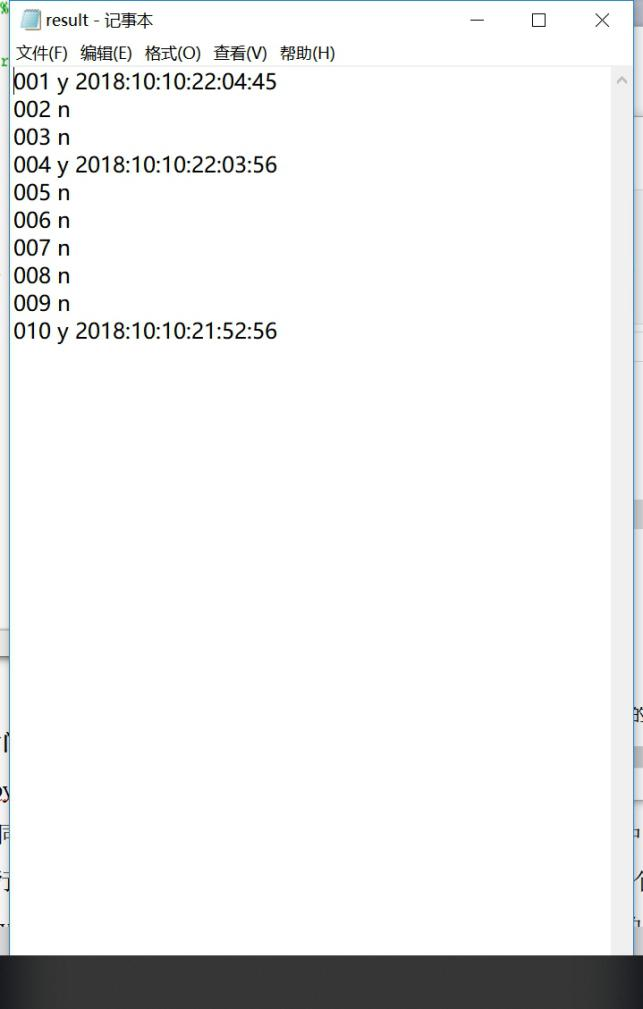 result - 记事本
文件(F) 编辑(E) 格式(O) 查看(V) 帮助(H)
001 y 2018:10:10:22:04:45
002 n
003 n
004 y 2018:10:10:22:03:56
005 n
006 n
007 n
008 n
009 n
010 y 2018:10:10:21:52:56